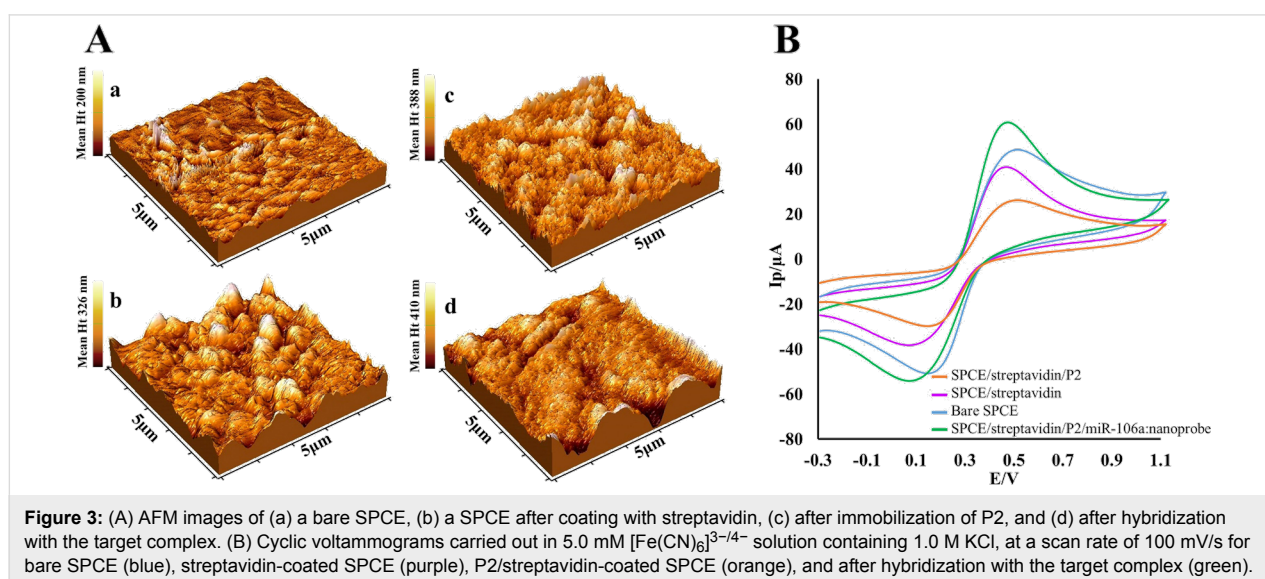 A
B
Mean Ht 200 nm
a
5µm
5µm
Mean Ht 388 nm
c
5µm
5µm
Mean Ht 326 nm
b
5µm
5µm
Mean Ht 410 nm
d
5µm
5µm
Ip/µA
80
60
40
20
0
-20
-40
-60
-80
-0.3 -0.1 0.1 0.3 0.5 0.7 0.9 1.1
E/V
SPCE/streptavidin/P2
SPCE/streptavidin
Bare SPCE
SPCE/streptavidin/P2/miR-106a:nanoprobe
Figure 3: (A) AFM images of (a) a bare SPCE, (b) a SPCE after coating with streptavidin, (c) after immobilization of P2, and (d) after hybridization
with the target complex. (B) Cyclic voltammograms carried out in 5.0 mM [Fe(CN)₆]³⁻/⁴⁻ solution containing 1.0 M KCl, at a scan rate of 100 mV/s for
bare SPCE (blue), streptavidin-coated SPCE (purple), P2/streptavidin-coated SPCE (orange), and after hybridization with the target complex (green).